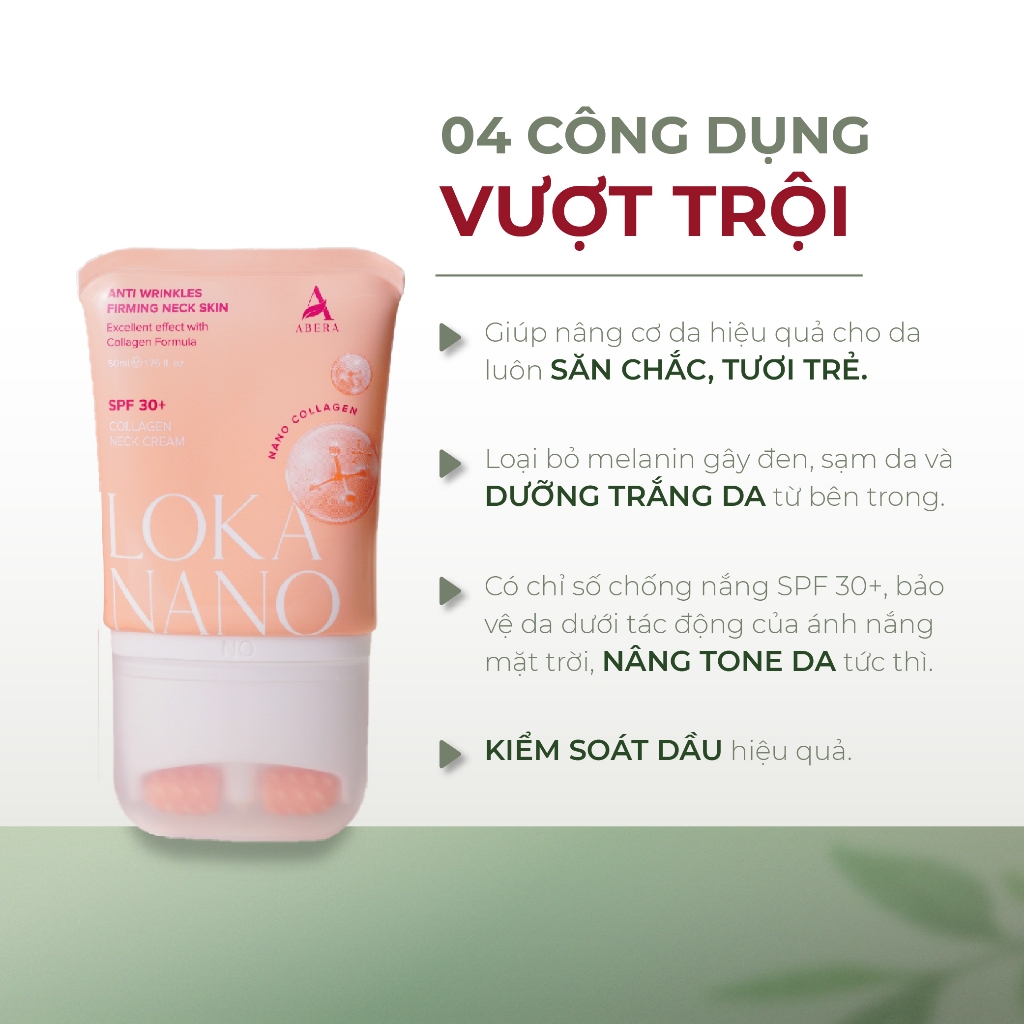 04 CÔNG DỤNG
VƯỢT TRỘI
Giúp nâng cơ da hiệu quả cho da
luôn SĂN CHẮC, TƯƠI TRẺ.
Loại bỏ melanin gây đen, sạm da và
DƯỠNG TRẮNG DA từ bên trong.
Có chỉ số chống nắng SPF 30+, bảo
vệ da dưới tác động của ánh nắng
mặt trời, NÂNG TONE DA tức thì.
KIỂM SOÁT DẦU hiệu quả.
ANTI WRINKLES
FIRMING NECK SKIN
Excellent effect with
Collagen Formula
50ml
SPF 30+
COLLAGEN
NECK CREAM
ABERA
NANO COLLAGEN
LOKA
NANO